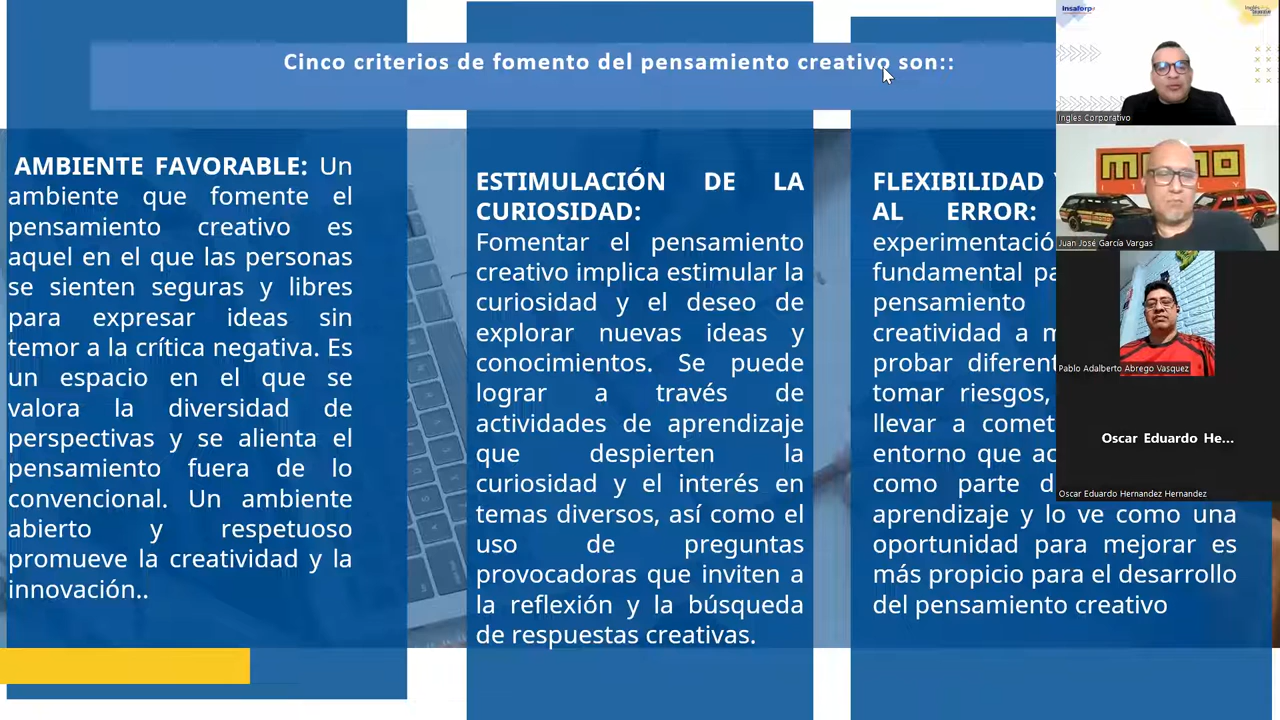 Cinco criterios de fomento del pensamiento creativo son::
AMBIENTE FAVORABLE: Un
ambiente que fomente el
pensamiento creativo es
aquel en el que las personas
se sienten seguras y libres
para expresar ideas sin
temor a la crítica negativa. Es
un espacio en el que se
valora la diversidad de
perspectivas y se alienta el
pensamiento fuera de lo
convencional. Un ambiente
abierto y respetuoso
promueve la creatividad y la
innovación..
ESTIMULACIÓN DE LA
CURIOSIDAD:
Fomentar el pensamiento
creativo implica estimular la
curiosidad y el deseo de
explorar nuevas ideas y
conocimientos. Se puede
lograr a través de
actividades de aprendizaje
que despierten la
curiosidad y el interés en
temas diversos, así como el
uso de preguntas
provocadoras que inviten a
la reflexión y la búsqueda
de respuestas creativas.
FLEXIBILIDAD
AL ERROR:
experimentació
fundamental
pensamiento
creatividad a
probar
tomar riesgos,
llevar a
entorno que
como parte
aprendizaje y lo ve como una
oportunidad para mejorar es
más propicio para el desarrollo
del pensamiento creativo
Insaforp
Ingles Corporativo
Juan José García Vargas
Pablo Adalberto Abrego Vasquez
Oscar Eduardo He...
Oscar Eduardo Hernandez Hernandez